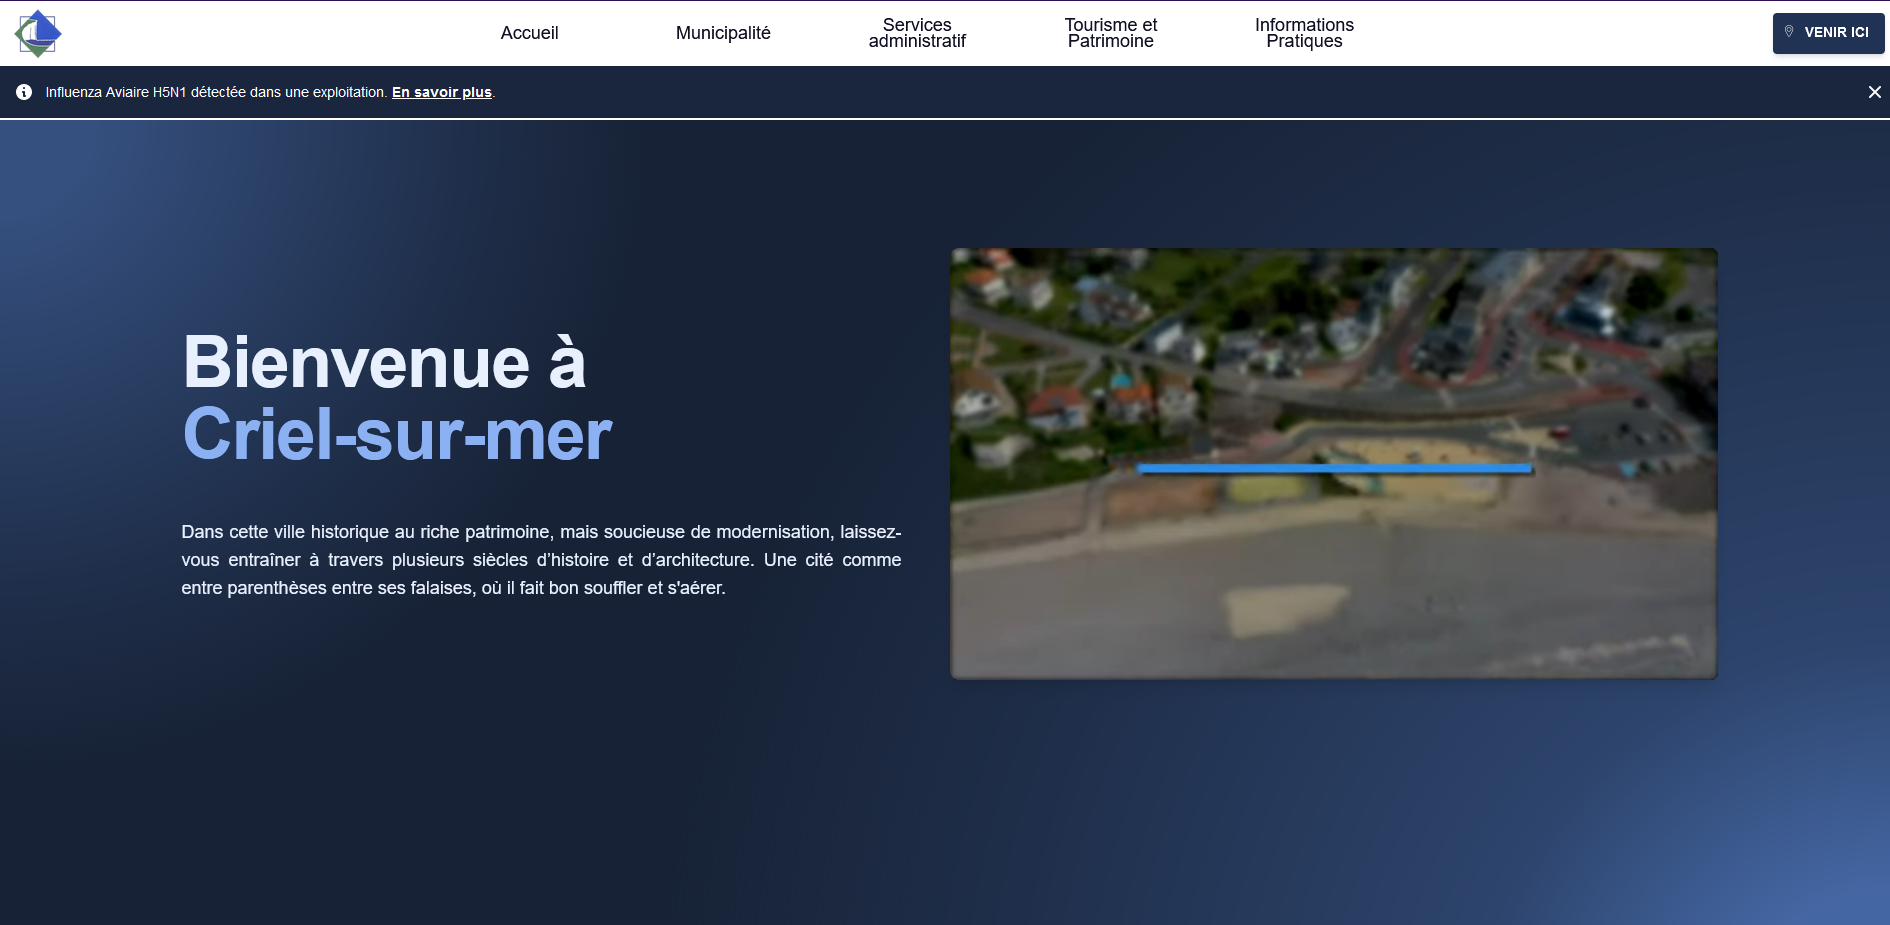 Accueil
Municipalité
Services
administratif
Tourisme et
Patrimoine
Informations
Pratiques
VENIR ICI
Influenza Aviaire H5N1 détectée dans une exploitation. En savoir plus.
Bienvenue à
Criel-sur-mer
Dans cette ville historique au riche patrimoine, mais soucieuse de modernisation, laissez-
vous entraîner à travers plusieurs siècles d’histoire et d’architecture. Une cité comme
entre parenthèses entre ses falaises, où il fait bon souffler et s'aérer.